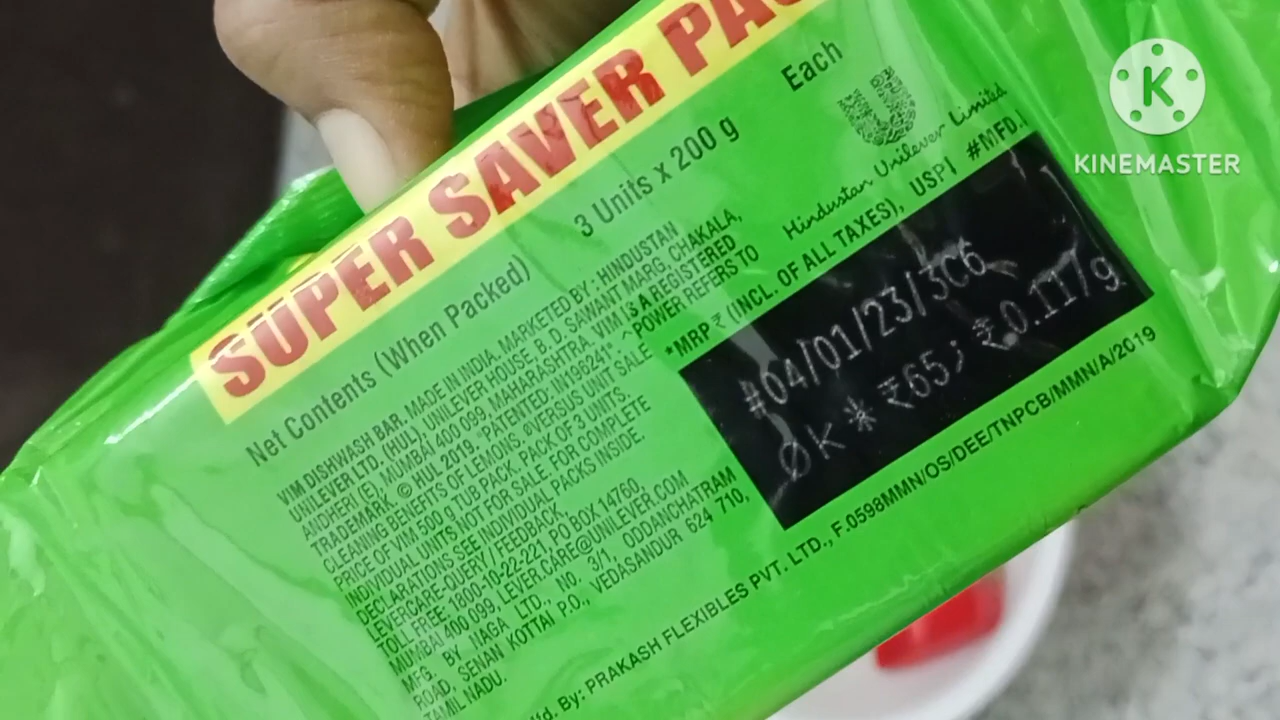 SUPER SAVER PAC
Net Contents (When Packed) 3 Units x 200 g Each
VIM DISHWASH BAR. MADE IN INDIA. MARKETED BY : HINDUSTAN
UNILEVER LTD. (HUL), UNILEVER HOUSE, B. D. SAWANT MARG, CHAKALA,
ANDHERI (E), MUMBAI 400 099, MAHARASHTRA. VIM IS A REGISTERED
TRADEMARK. © HUL 2019. PATENTED: IN196241 ^POWER REFERS TO
CLEANING BENEFITS OF LEMONS. VERSUS UNIT SALE
PRICE OF VIM 500 g TUB PACK. PACK OF 3 UNITS.
INDIVIDUAL UNITS NOT FOR SALE. FOR COMPLETE
DECLARATIONS SEE INDIVIDUAL PACKS INSIDE.
LEVERCARE-QUERY / FEEDBACK
TOLL FREE: 1800-10-22-221 PO BOX 14760,
MUMBAI 400 099, LEVER.CARE@UNILEVER.COM
MFG. BY NAGA LTD., NO. 3/1, ODDANCHATRAM
ROAD, SENAN KOTTAI P.O., VEDASANDUR 624 710,
TAMIL NADU.
Hindustan Unilever Limited
*MRP ₹ (INCL. OF ALL TAXES), USP| #MFD.
#04/01/23/3C6
0K * ₹65; ₹0.11/g
By: PRAKASH FLEXIBLES PVT. LTD., F.0598MMN/OS/DEE/TNPCB/MMN/A/2019
K
KINEMASTER